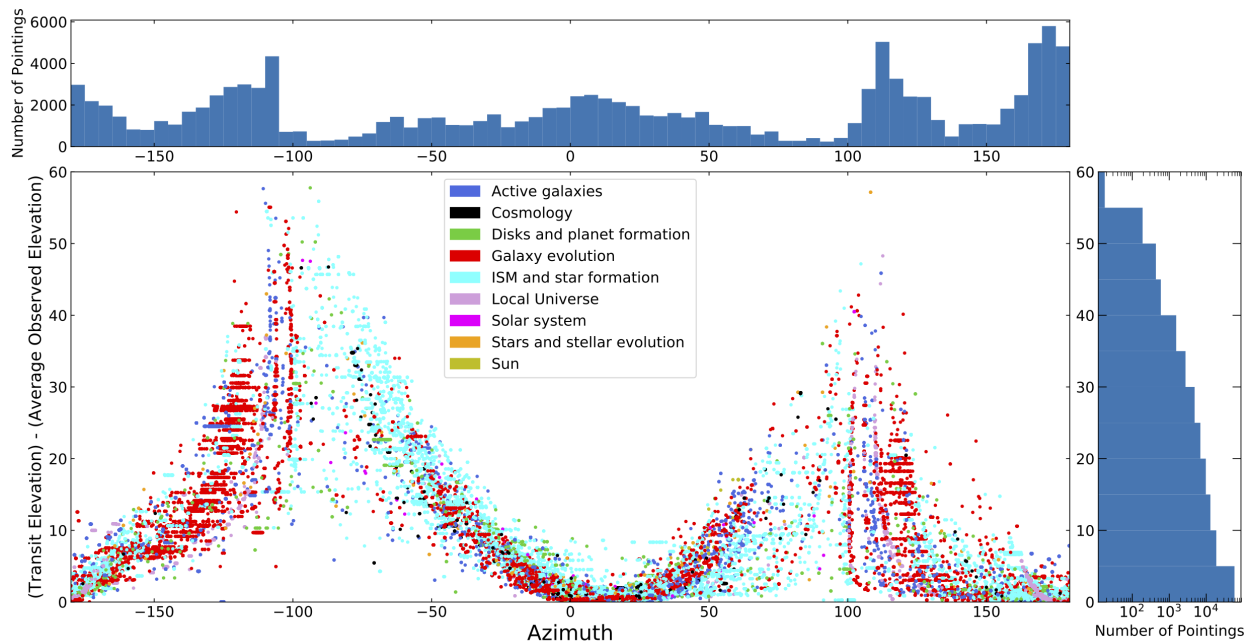 Number of Pointings
6000
4000
2000
0
−150 −100 −50 0 50 100 150
(Transit Elevation) - (Average Observed Elevation)
60
50
40
30
20
10
0
Active galaxies
Cosmology
Disks and planet formation
Galaxy evolution
ISM and star formation
Local Universe
Solar system
Stars and stellar evolution
Sun
−150 −100 −50 0 50 100 150
Azimuth
60
50
40
30
20
10
0
10² 10³ 10⁴
Number of Pointings